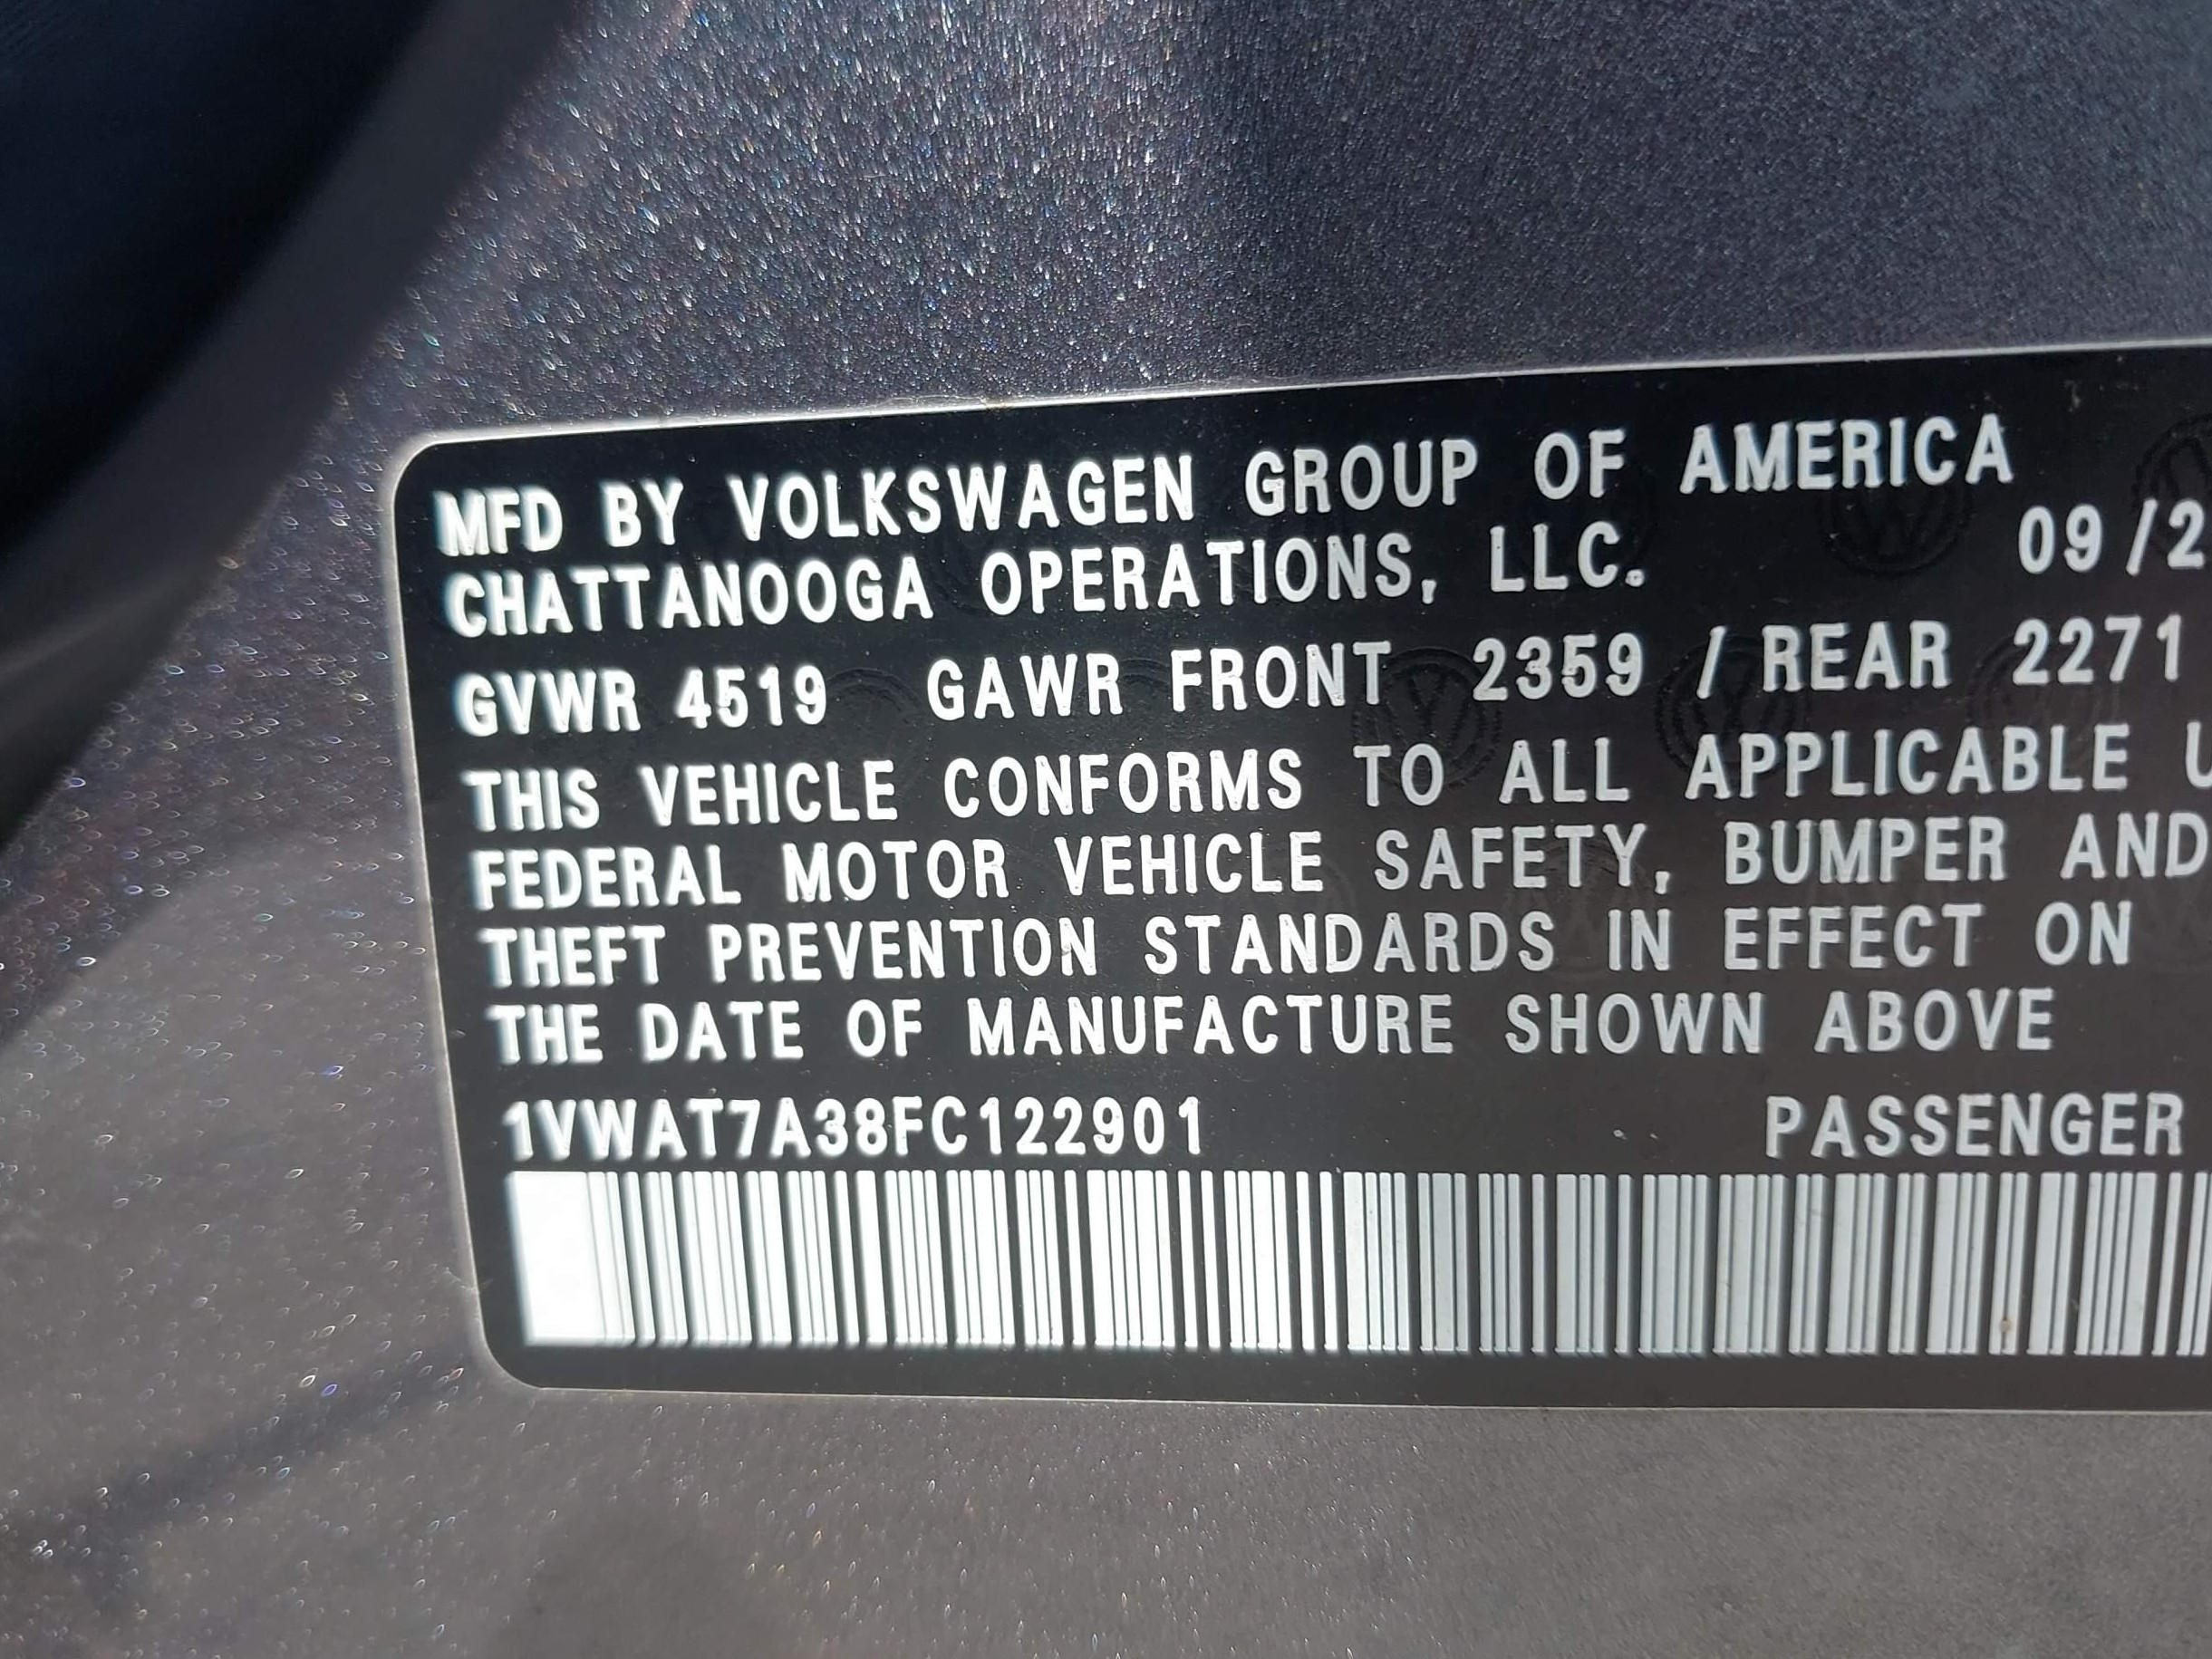 MFD BY VOLKSWAGEN GROUP OF AMERICA
CHATTANOOGA OPERATIONS, LLC. 09/2
GVWR 4519 GAWR FRONT 2359 / REAR 2271
THIS VEHICLE CONFORMS TO ALL APPLICABLE U
FEDERAL MOTOR VEHICLE SAFETY, BUMPER AND
THEFT PREVENTION STANDARDS IN EFFECT ON
THE DATE OF MANUFACTURE SHOWN ABOVE
1VWAT7A38FC122901 PASSENGER